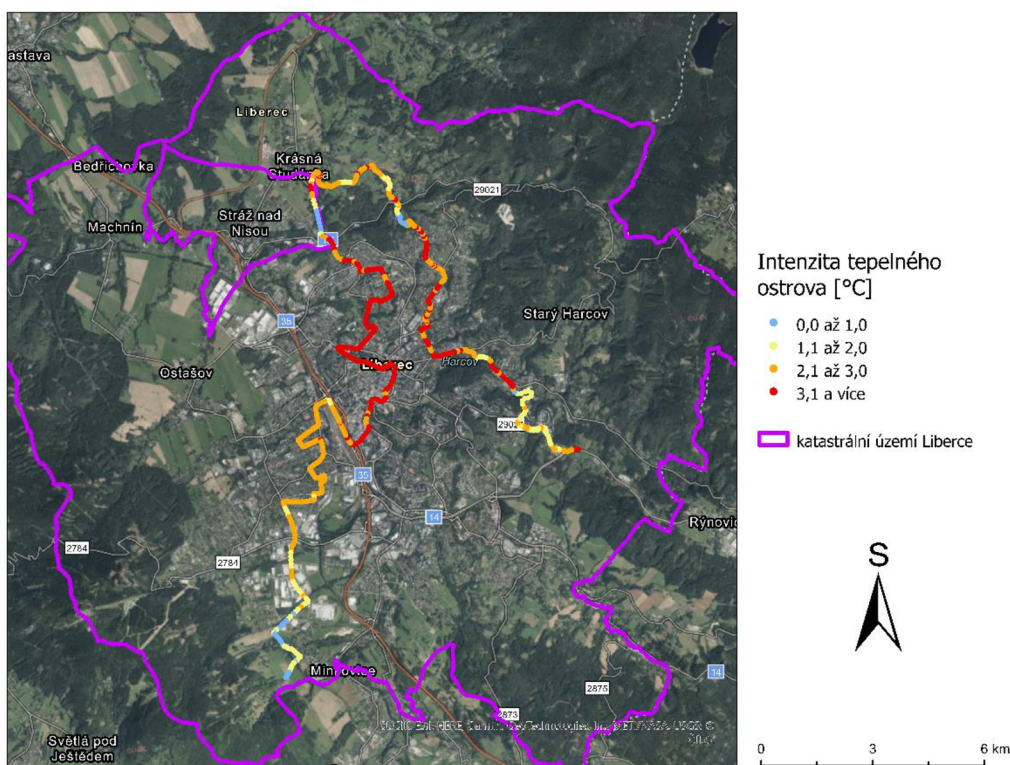 astava
Liberec
Krásná
Studánka
Bedřichovka
29021
Stráž nad
Nisou
Machnín
Starý Harcov
35
Ostašov
Liberec
Harcov
35
14
Rýnovic
2784
2784
Minkovice
14
2875
2873
Světlá pod
Ještědem
Intenzita tepelného
ostrova [°C]
0,0 až 1,0
1,1 až 2,0
2,1 až 3,0
3,1 a více
katastrální území Liberce
S
0 3 6 km